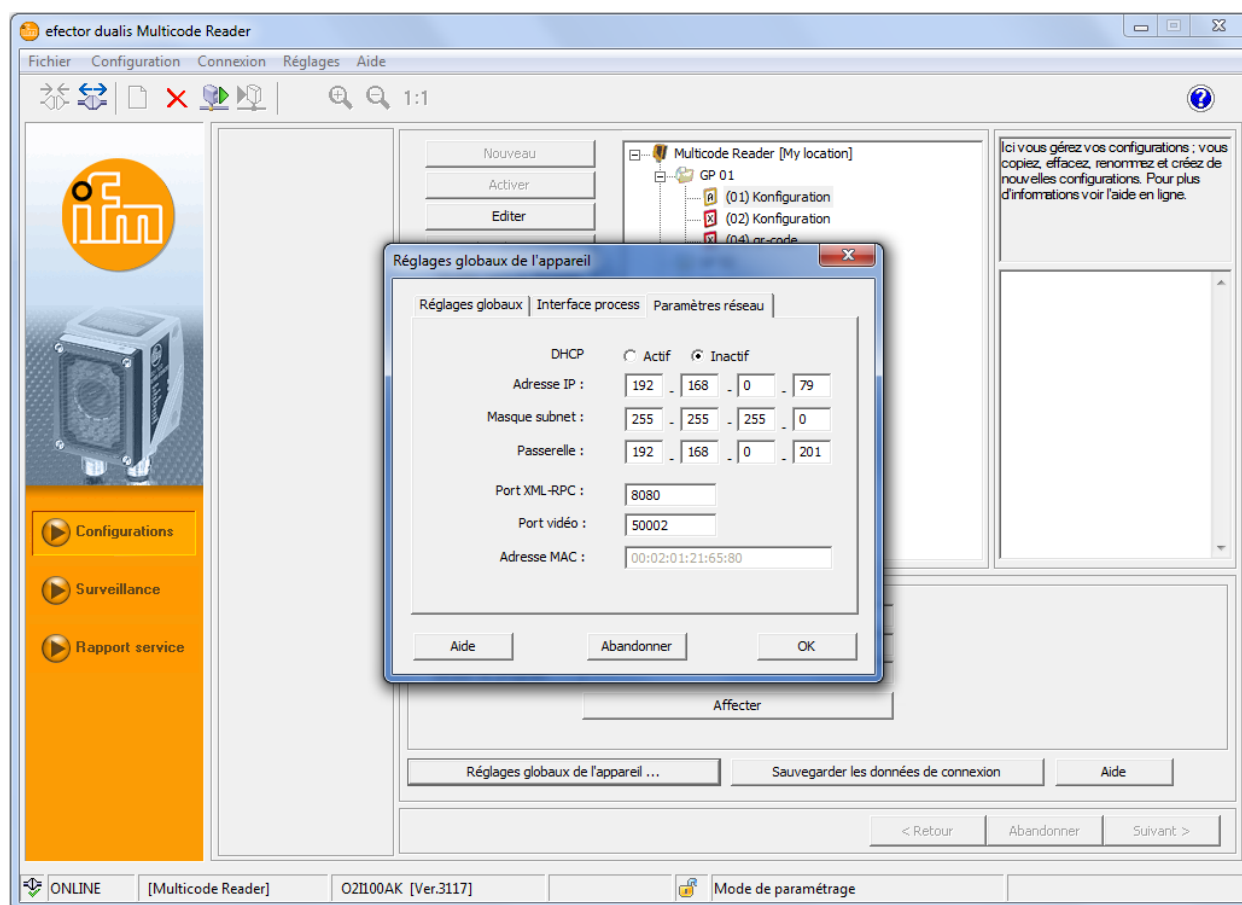 efector dualis Multicode Reader
Fichier Configuration Connexion Réglages Aide
1:1
ifm
Nouveau
Activer
Editer
Multicode Reader [My location]
GP 01
(01) Konfiguration
(02) Konfiguration
(04) qr-code
Ici vous gérez vos configurations ; vous
copiez, effacez, renommez et créez de
nouvelles configurations. Pour plus
d'informations voir l'aide en ligne.
Réglages globaux de l'appareil
Réglages globaux Interface process Paramètres réseau
DHCP Actif Inactif
Adresse IP : 192 . 168 . 0 . 79
Masque subnet : 255 . 255 . 255 . 0
Passerelle : 192 . 168 . 0 . 201
Port XML-RPC : 8080
Port vidéo : 50002
Adresse MAC : 00:02:01:21:65:80
Aide Abandonner OK
Configurations
Surveillance
Rapport service
Affecter
Réglages globaux de l'appareil ... Sauvegarder les données de connexion Aide
< Retour Abandonner Suivant >
ONLINE [Multicode Reader] O2I100AK [Ver.3117] Mode de paramétrage